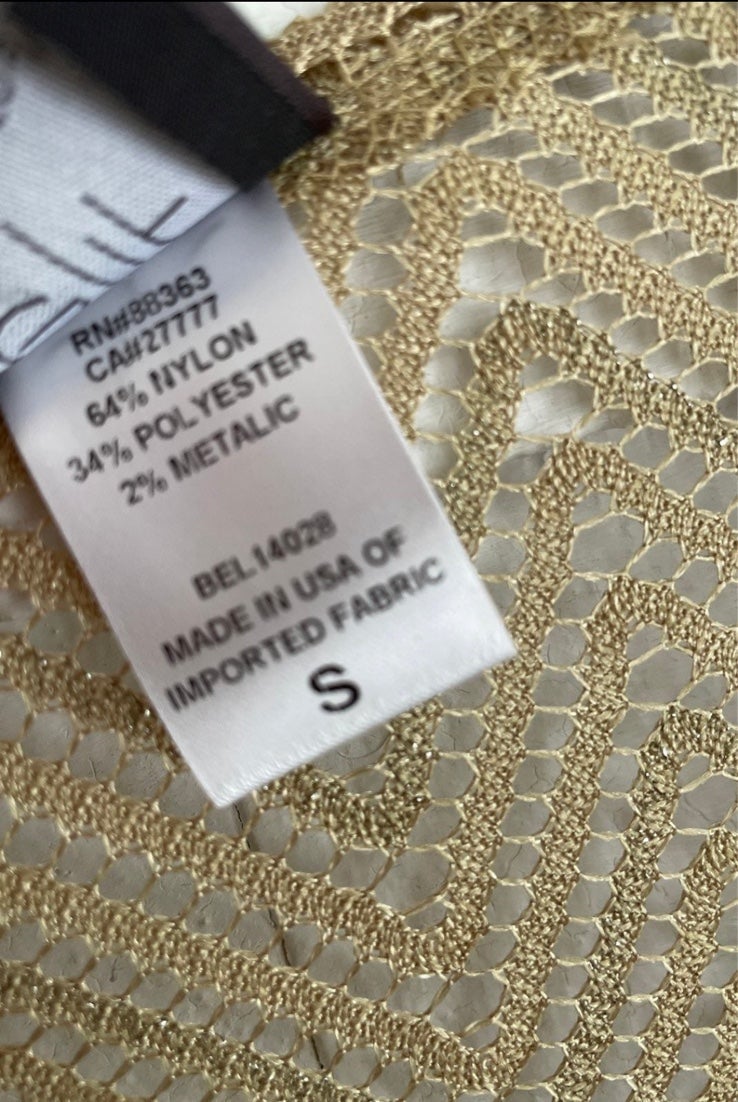 RN#88363
CA#27777
64% NYLON
34% POLYESTER
2% METALIC
BEL14028
MADE IN USA OF
IMPORTED FABRIC
S